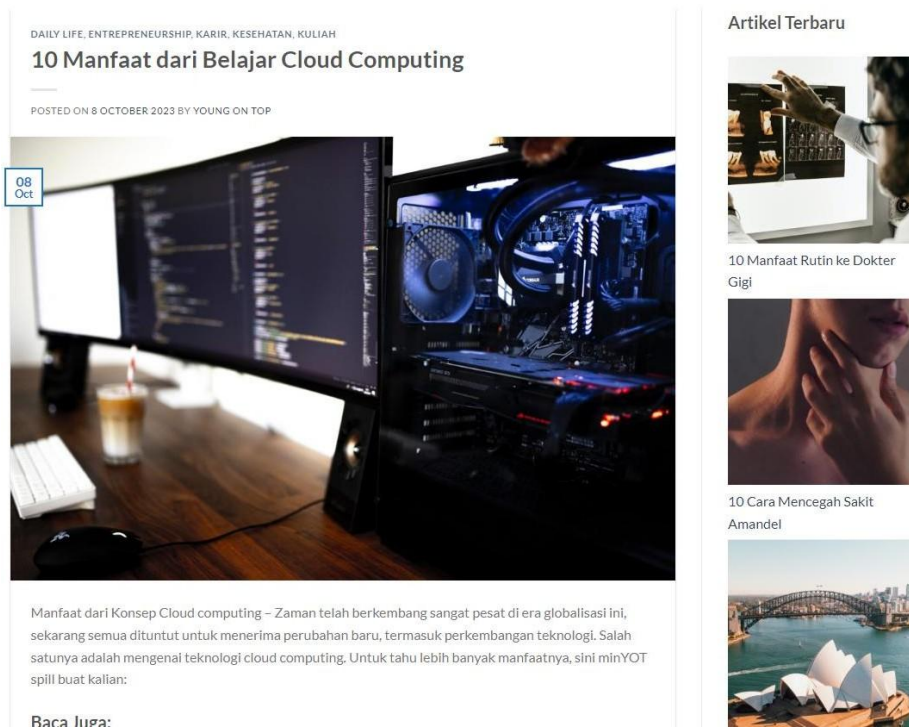 DAILY LIFE, ENTREPRENEURSHIP, KARIR, KESEHATAN, KULIAH
10 Manfaat dari Belajar Cloud Computing
POSTED ON 8 OCTOBER 2023 BY YOUNG ON TOP
08
Oct
Manfaat dari Konsep Cloud computing – Zaman telah berkembang sangat pesat di era globalisasi ini,
sekarang semua dituntut untuk menerima perubahan baru, termasuk perkembangan teknologi. Salah
satunya adalah mengenai teknologi cloud computing. Untuk tahu lebih banyak manfaatnya, sini minYOT
spill buat kalian:
Baca Juga:
Artikel Terbaru
10 Manfaat Rutin ke Dokter
Gigi
10 Cara Mencegah Sakit
Amandel